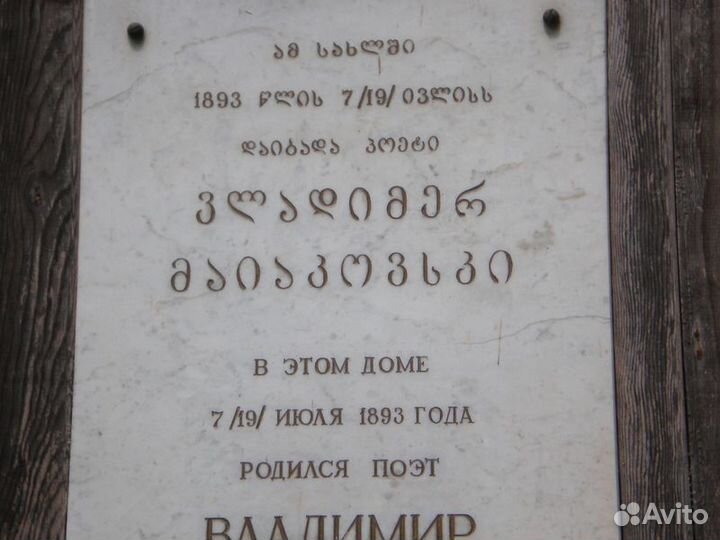 ამ სახლში
1893 წლის 7/19/ ივლისს
დაიბადა პოეტი
ვლადიმერ
მაიაკოვსკი
В ЭТОМ ДОМЕ
7/19/ ИЮЛЯ 1893 ГОДА
РОДИЛСЯ ПОЭТ
ВЛАДИМИР
Avito